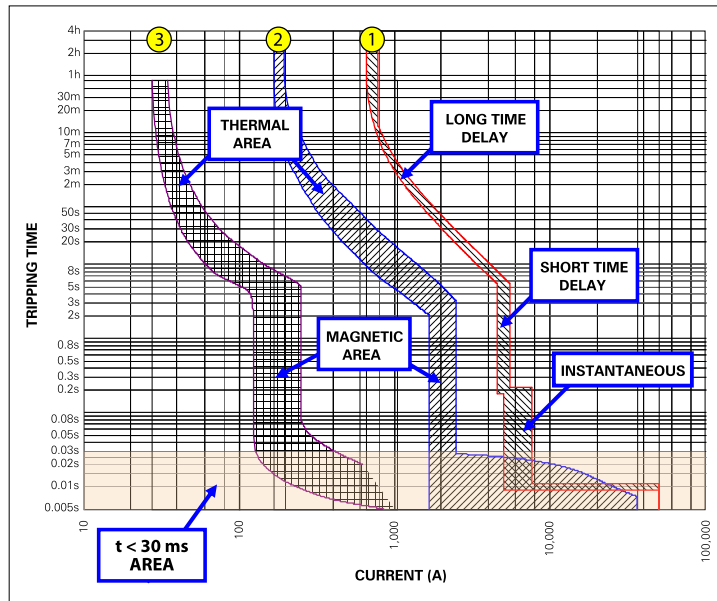 3
2
1
4h
2h
1h
30m
20m
10m
7m
5m
3m
2m
50s
30s
20s
8s
5s
3s
2s
0.8s
0.5s
0.3s
0.2s
0.08s
0.05s
0.03s
0.02s
0.01s
0.005s
TRIPPING TIME
THERMAL
AREA
LONG TIME
DELAY
SHORT TIME
DELAY
MAGNETIC
AREA
INSTANTANEOUS
t < 30 ms
AREA
10
100
1,000
10,000
100,000
CURRENT (A)